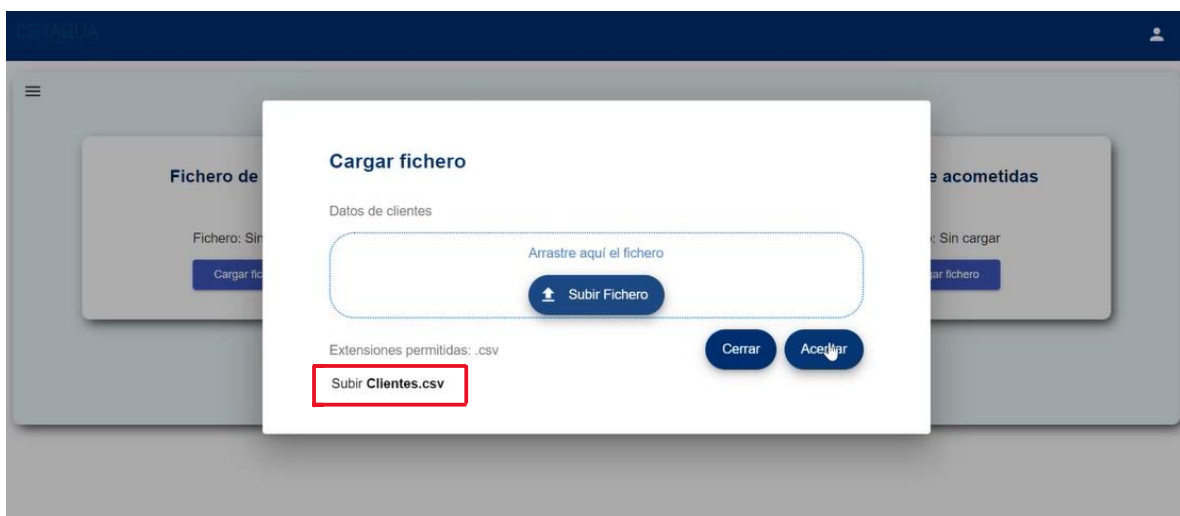 CETAQUA
Cargar fichero
Fichero de
e acometidas
Datos de clientes
Fichero: Sin
: Sin cargar
Arrastre aquí el fichero
Cargar fic
Subir Fichero
ar fichero
Extensiones permitidas: .csv
Cerrar
Aceptar
Subir Clientes.csv